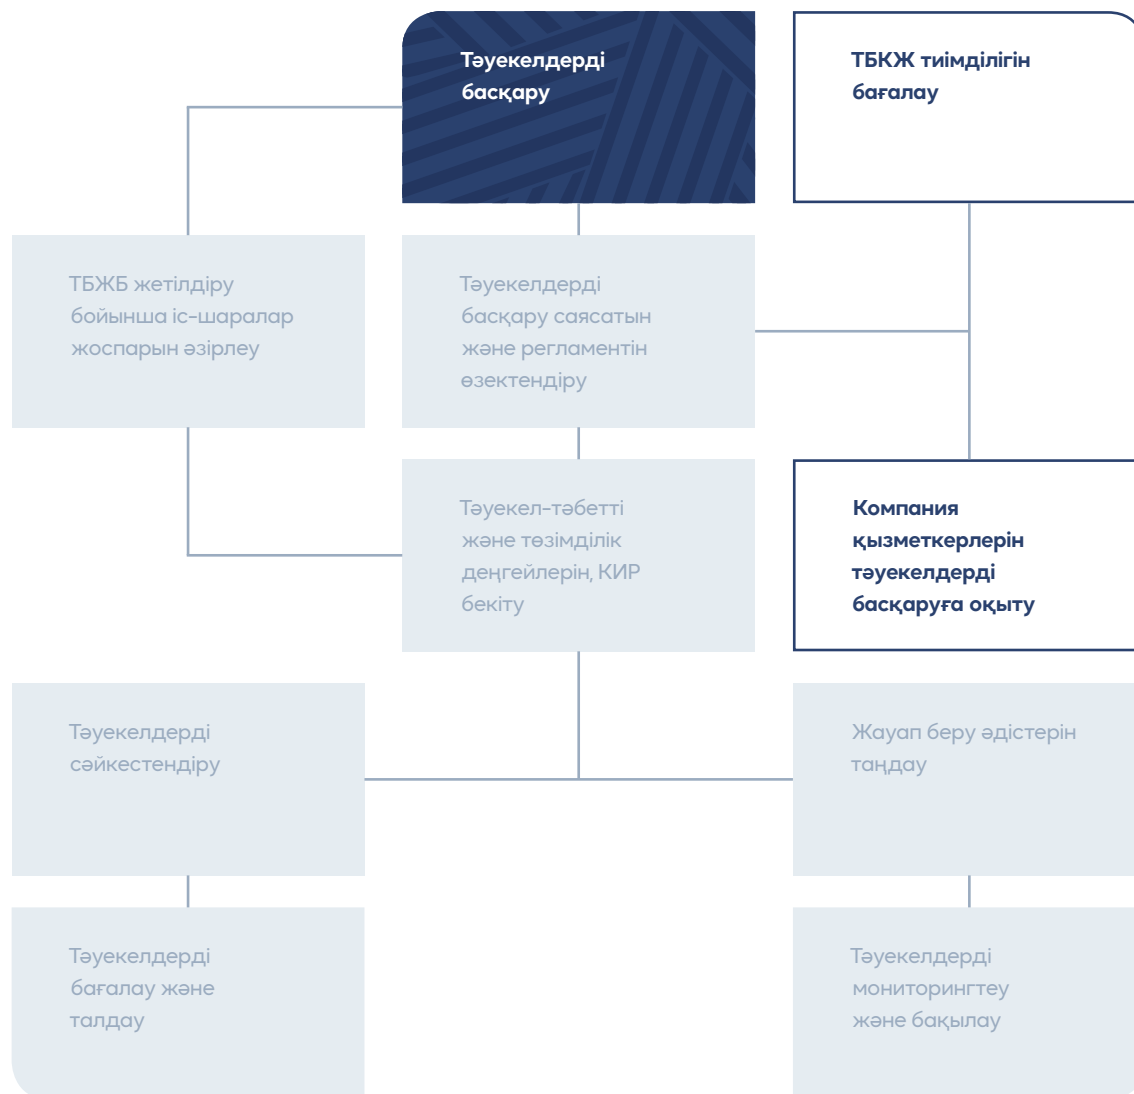 Тәуекелдерді
басқару
ТБКЖ тиімділігін
бағалау
ТБЖБ жетілдіру
бойынша іс-шаралар
жоспарын әзірлеу
Тәуекелдерді
басқару саясатын
және регламентін
өзектендіру
Тәуекел-тәбетті
және төзімділік
деңгейлерін, КИР
бекіту
Компания
қызметкерлерін
тәуекелдерді
басқаруға оқыту
Тәуекелдерді
сәйкестендіру
Жауап беру әдістерін
таңдау
Тәуекелдерді
бағалау және
талдау
Тәуекелдерді
мониторингтеу
және бақылау